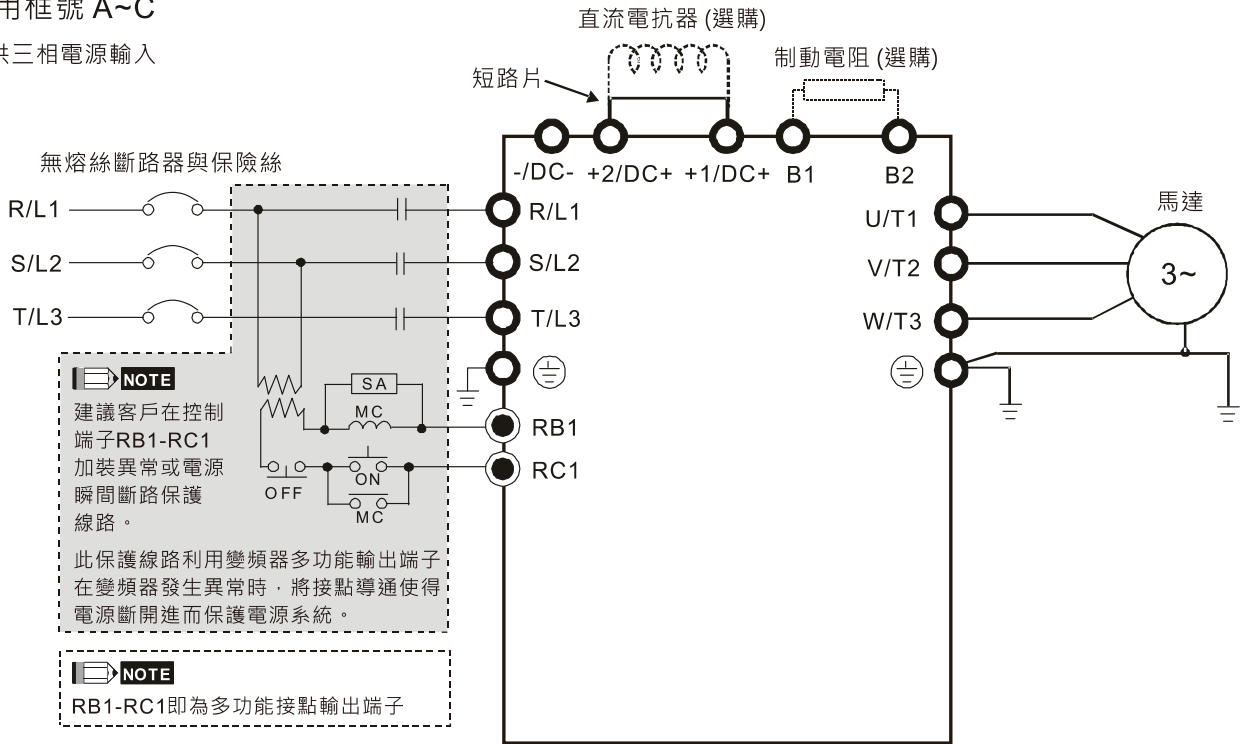 用框號 A~C
供三相電源輸入
直流電抗器 (選購)
制動電阻 (選購)
短路片
無熔絲斷路器與保險絲
-/DC-
+2/DC+
+1/DC+
B1
B2
R/L1
S/L2
T/L3
R/L1
S/L2
T/L3
RB1
RC1
U/T1
V/T2
W/T3
馬達
3~
SA
MC
OFF
ON
MC
NOTE
建議客戶在控制
端子RB1-RC1
加裝異常或電源
瞬間斷路保護
線路。
此保護線路利用變頻器多功能輸出端子
在變頻器發生異常時，將接點導通使得
電源斷開進而保護電源系統。
NOTE
RB1-RC1即為多功能接點輸出端子